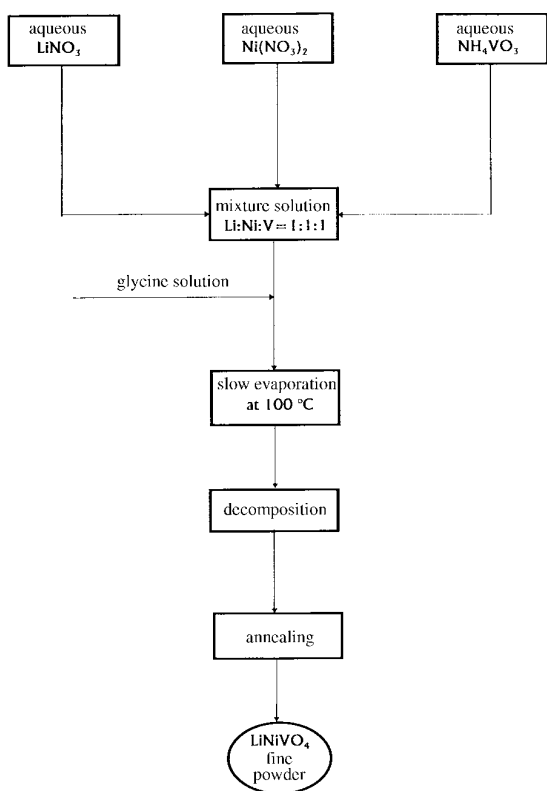 aqueous
LiNO₃
aqueous
Ni(NO₃)₂
aqueous
NH₄VO₃
mixture solution
Li:Ni:V = 1:1:1
glycine solution
slow evaporation
at 100 °C
decomposition
annealing
LiNiVO₄
fine
powder